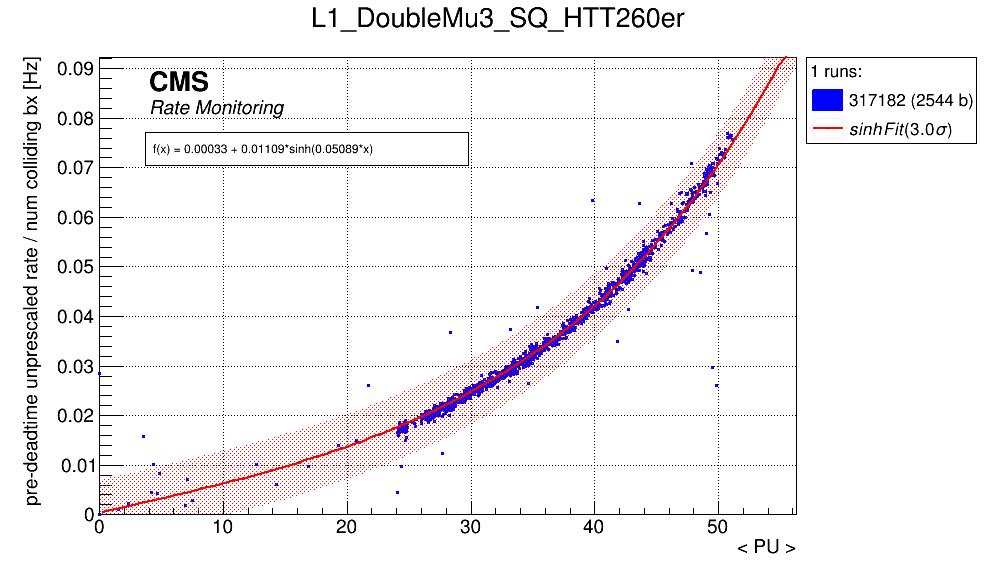 L1_DoubleMu3_SQ_HTT260er
pre-deadtime unprescaled rate / num colliding bx [Hz]
CMS
Rate Monitoring
f(x) = 0.00033 + 0.01109*sinh(0.05089*x)
1 runs:
317182 (2544 b)
sinhFit(3.0σ)
0.09
0.08
0.07
0.06
0.05
0.04
0.03
0.02
0.01
0
0 10 20 30 40 50
< PU >